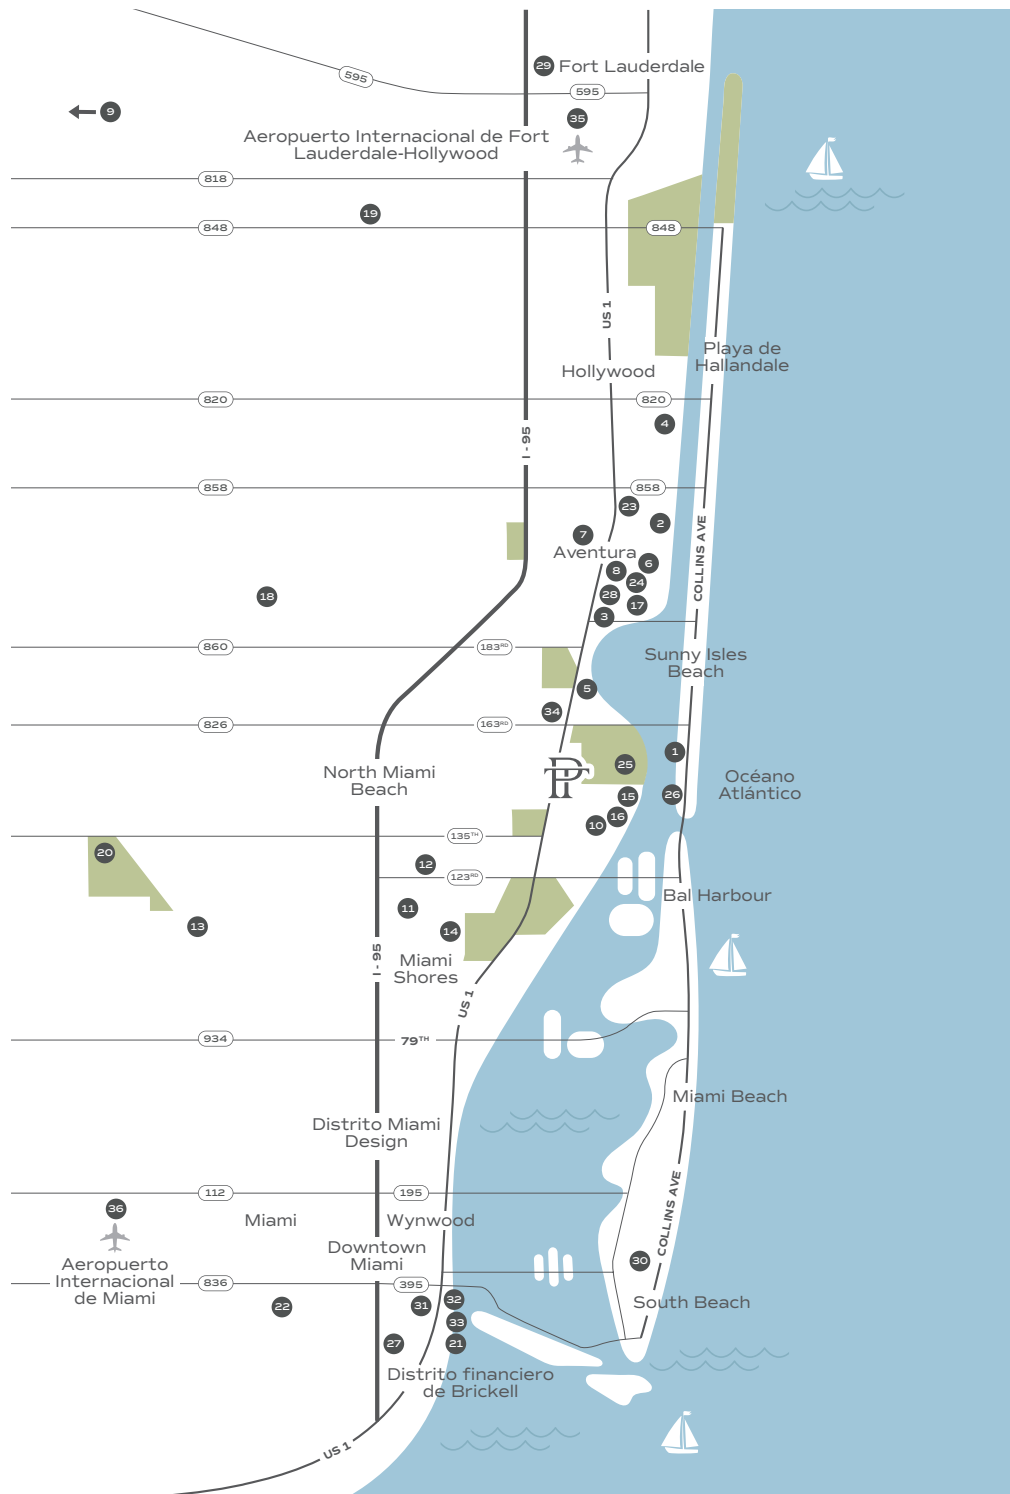 29 Fort Lauderdale
595
595
9
35
Aeropuerto Internacional de Fort
Lauderdale-Hollywood
818
19
848
848
US 1
Playa de
Hallandale
Hollywood
820
820
4
I - 95
858
858
23
2
7
COLLINS AVE
Aventura
6
8
24
28
17
18
3
860
183RD
Sunny Isles
Beach
5
34
826
163RD
1
25
PT
North Miami
Beach
Océano
Atlántico
15
26
16
10
135TH
20
12
123RD
Bal Harbour
11
13
14
I - 95
Miami
Shores
US 1
934
79TH
Miami Beach
Distrito Miami
Design
112
195
36
COLLINS AVE
Miami
Wynwood
Downtown
Miami
30
Aeropuerto
Internacional
de Miami
836
395
32
South Beach
22
31
33
27
21
Distrito financiero
de Brickell
US 1